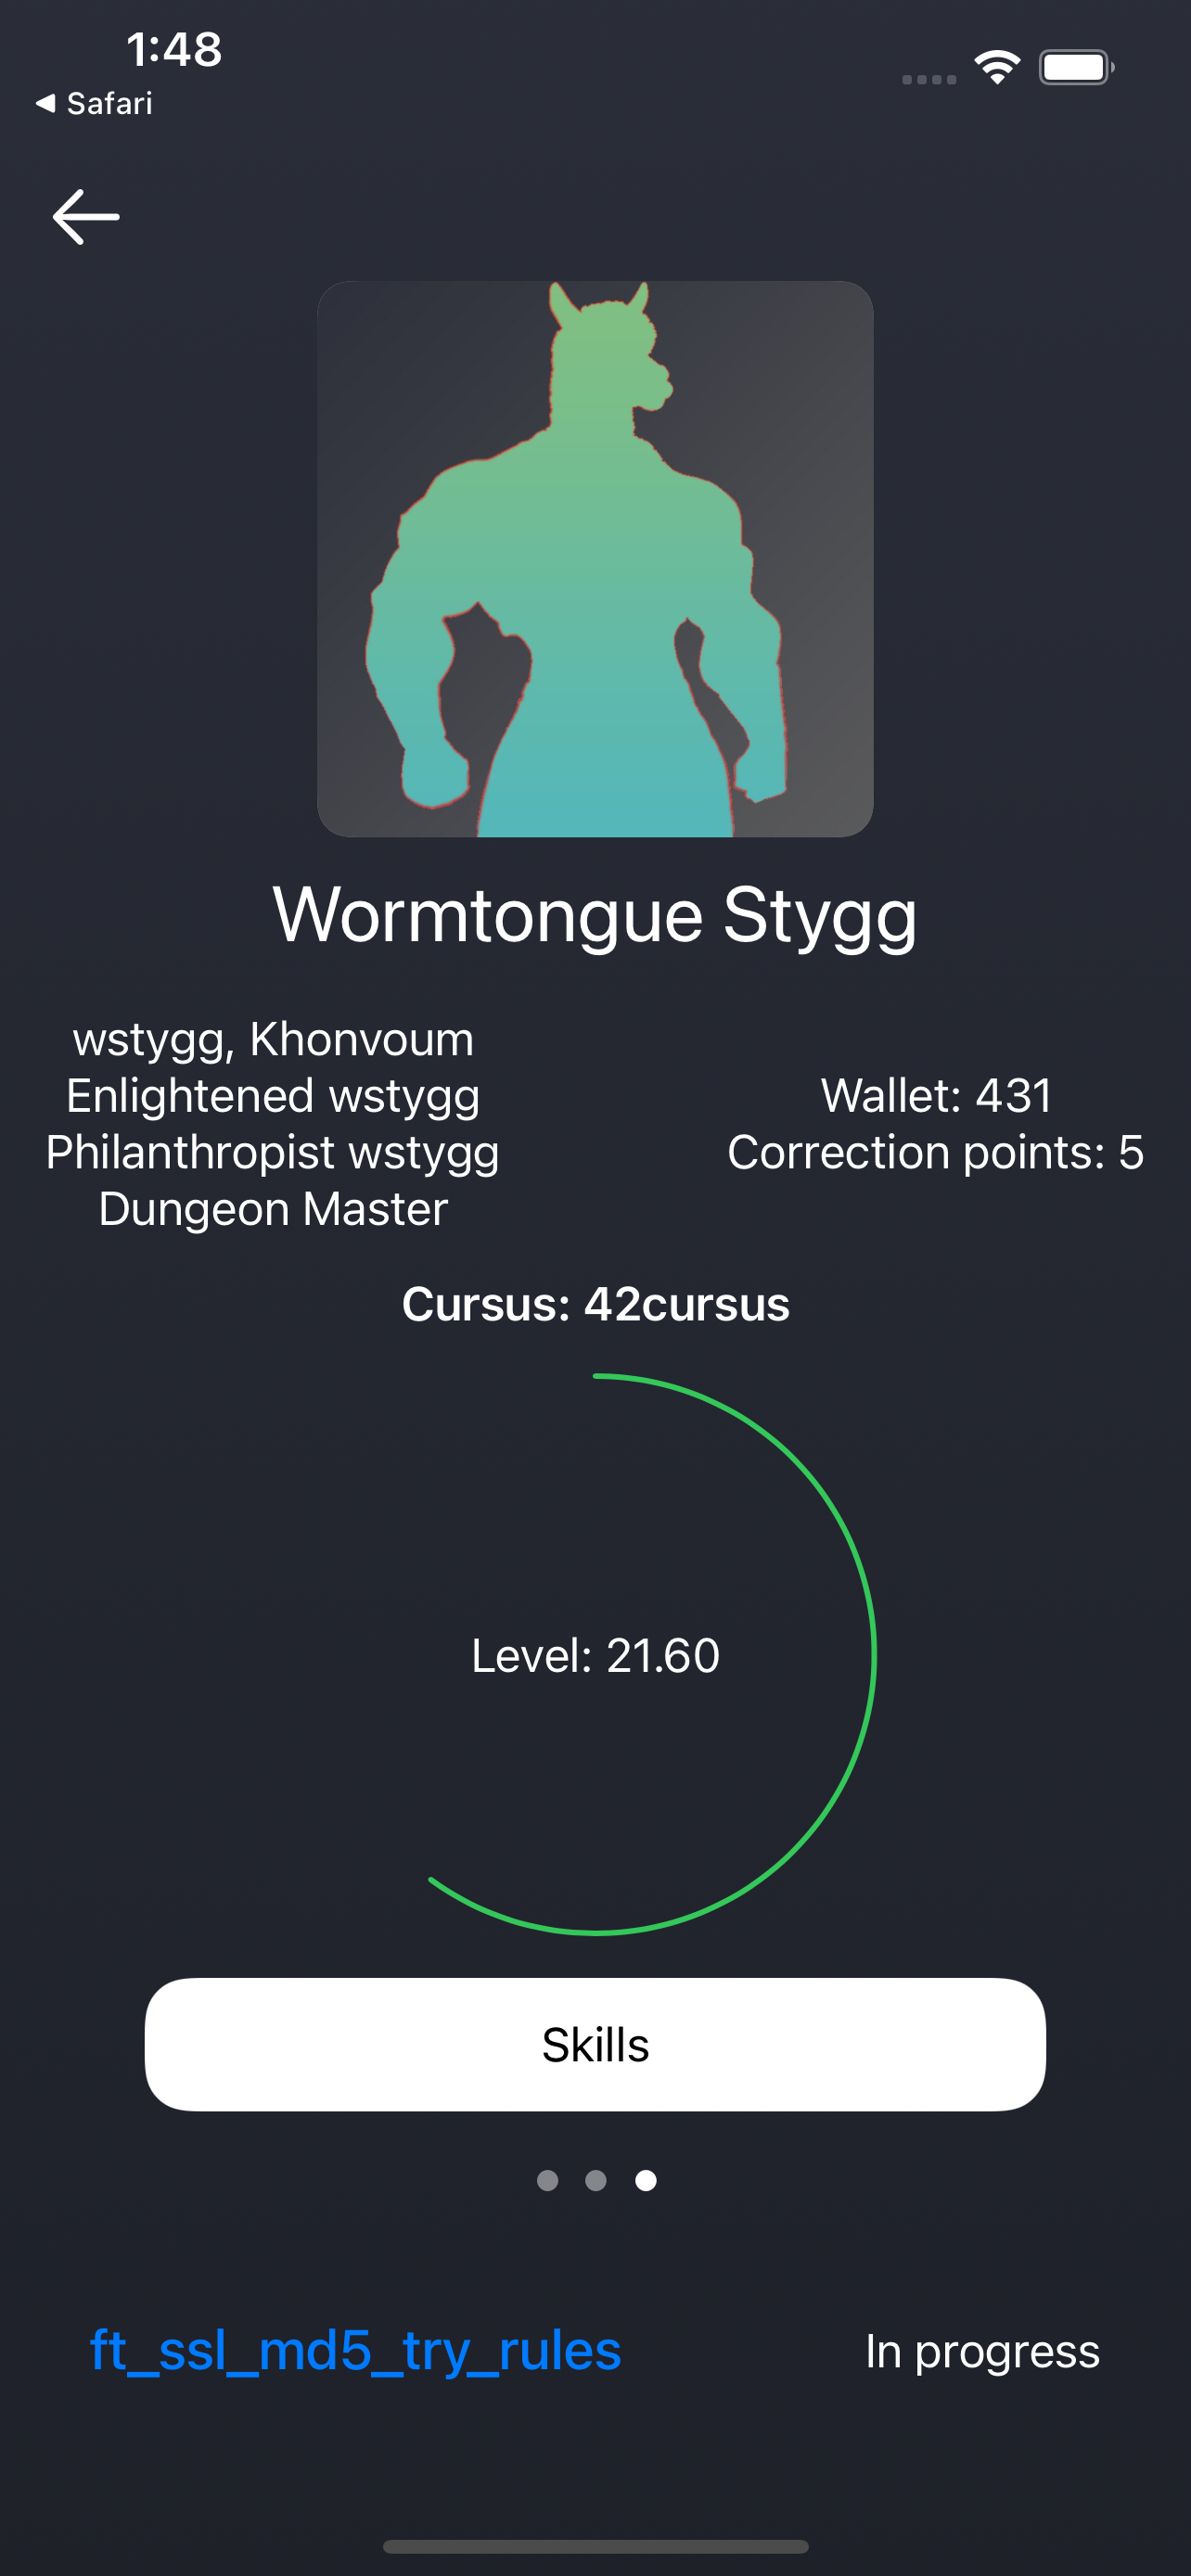 1:48
Safari
Wormtongue Stygg
wstygg, Khonvoum
Enlightened wstygg
Philantropist wstygg
Dungeon Master
Wallet: 431
Correction points: 5
Cursus: 42cursus
Level: 21.60
Skills
ft_ssl_md5_try_rules
In progress